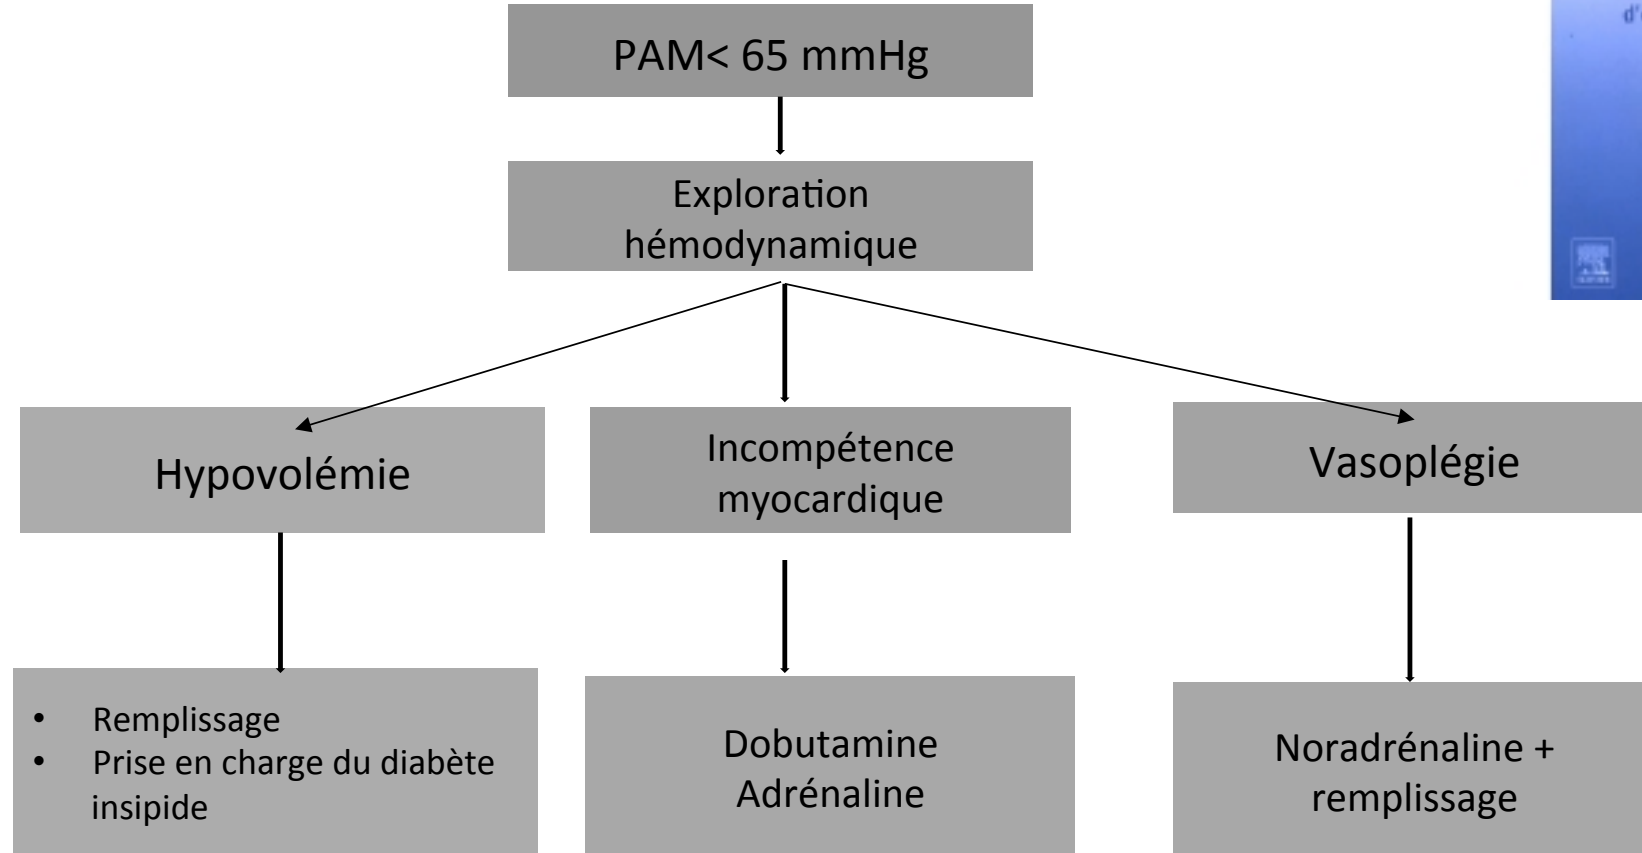 d'
PAM< 65 mmHg
Exploration
hémodynamique
Hypovolémie
Incompétence
myocardique
Vasoplégie
• Remplissage
• Prise en charge du diabète
insipide
Dobutamine
Adrénaline
Noradrénaline +
remplissage